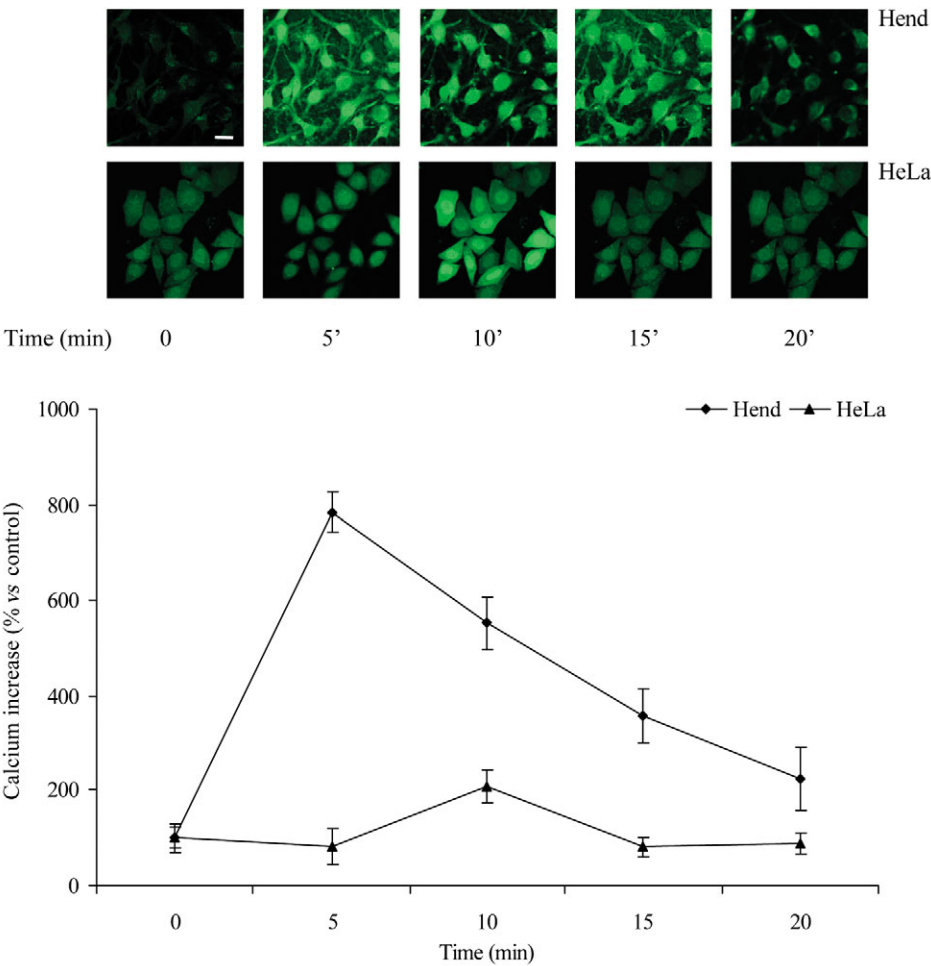 Hend
HeLa
Time (min) 0 5’ 10’ 15’ 20’
1000
Hend HeLa
800
600
400
200
0
Calcium increase (% vs control)
0 5 10 15 20
Time (min)